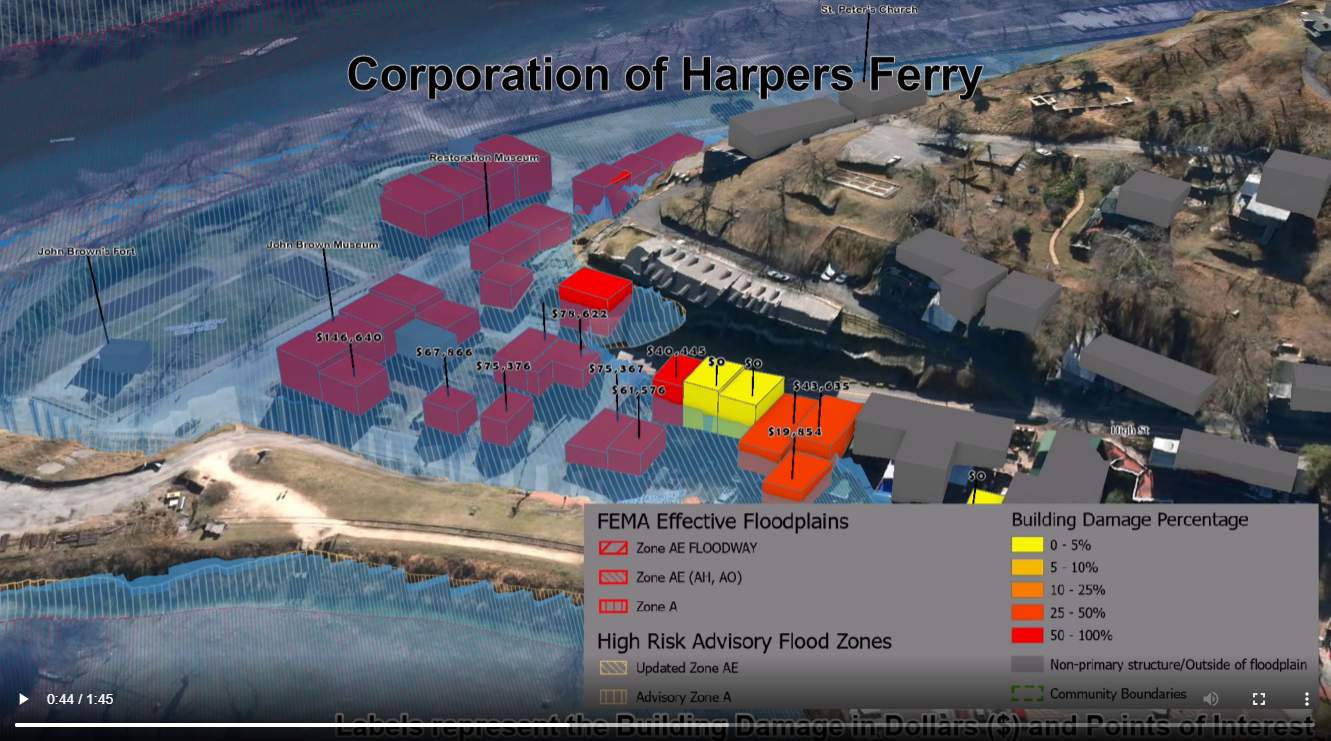 St. Peter's Church
Corporation of Harpers Ferry
Restoration Museum
John Brown Museum
John Brown's Fort
$78,622
$146,640
$67,866
$75,376
$75,367
$40,445
$0
$0
$61,576
$43,635
$19,854
High St
$0
FEMA Effective Floodplains
Zone AE FLOODWAY
Zone AE (AH, AO)
Zone A
High Risk Advisory Flood Zones
Updated Zone AE
Advisory Zone A
Building Damage Percentage
0 - 5%
5 - 10%
10 - 25%
25 - 50%
50 - 100%
Non-primary structure/Outside of floodplain
Community Boundaries
0:44 / 1:45
Labels represent the Building Damage in Dollars ($) and Points of Interest